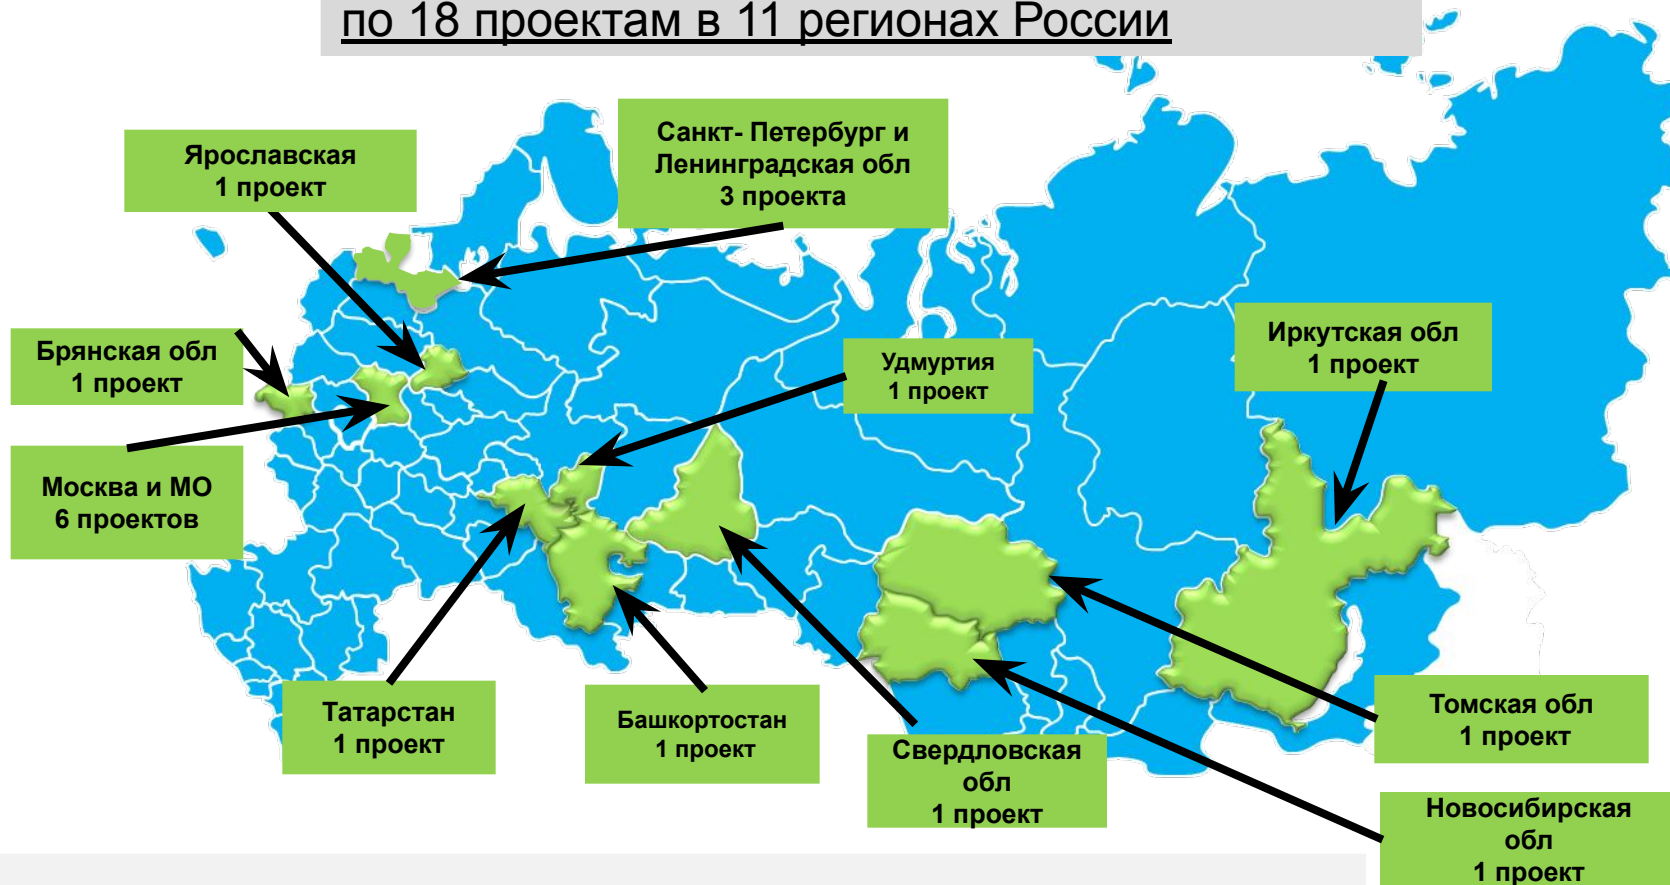 по 18 проектам в 11 регионах России
Санкт- Петербург и
Ленинградская обл
3 проекта
Ярославская
1 проект
Иркутская обл
1 проект
Брянская обл
1 проект
Удмуртия
1 проект
Москва и МО
6 проектов
Татарстан
1 проект
Башкортостан
1 проект
Свердловская
обл
1 проект
Томская обл
1 проект
Новосибирская
обл
1 проект